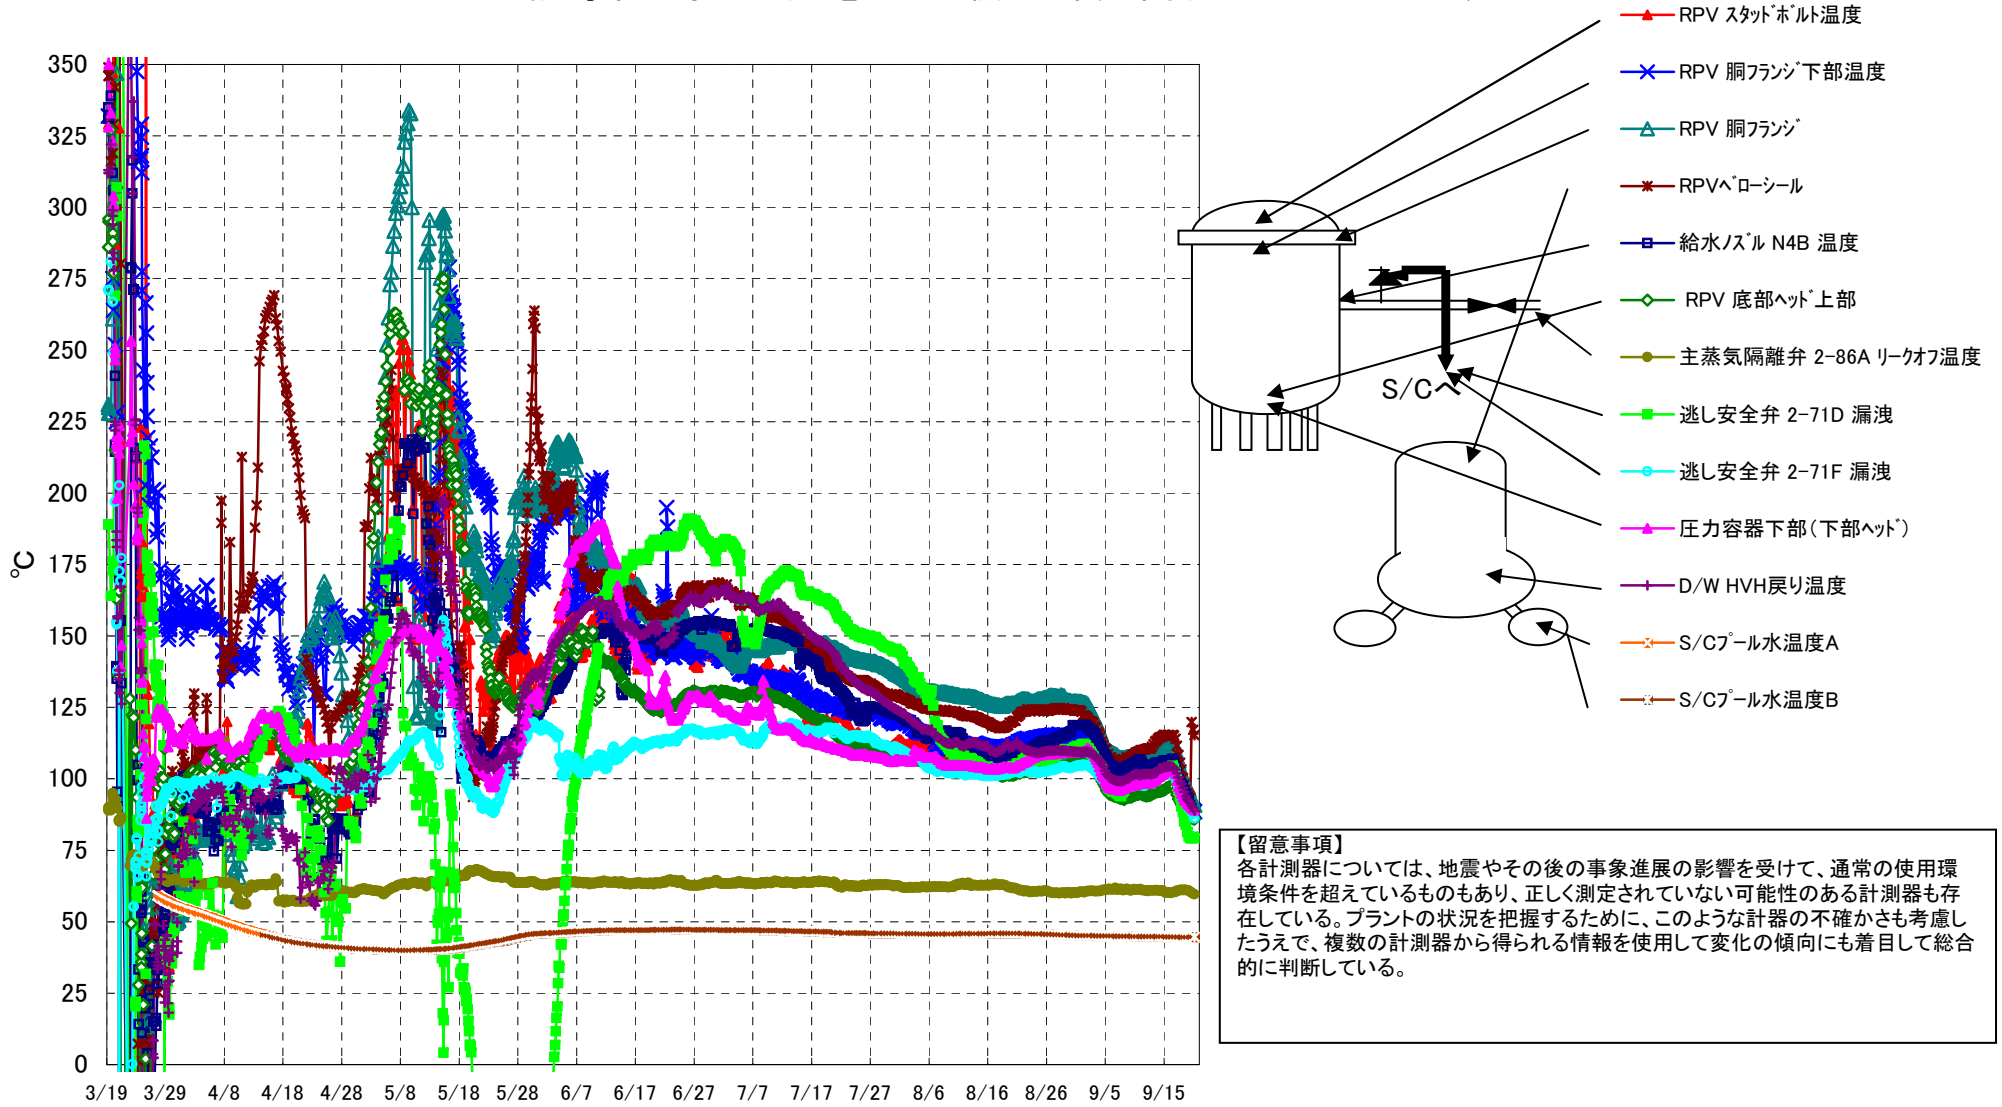 RPV スタッドボルト温度
RPV 胴フランジ下部温度
RPV 胴フランジ
RPVベローシール
給水ノズル N4B 温度
RPV 底部ヘッド上部
主蒸気隔離弁 2-86A リークオフ温度
逃し安全弁 2-71D 漏洩
逃し安全弁 2-71F 漏洩
圧力容器下部(下部ヘッド)
D/W HVH戻り温度
S/Cプール水温度A
S/Cプール水温度B
S/Cへ
℃
350
325
300
275
250
225
200
175
150
125
100
75
50
25
0
3/19 3/29 4/8 4/18 4/28 5/8 5/18 5/28 6/7 6/17 6/27 7/7 7/17 7/27 8/6 8/16 8/26 9/5 9/15
【留意事項】
各計測器については、地震やその後の事象進展の影響を受けて、通常の使用環
境条件を超えているものもあり、正しく測定されていない可能性のある計測器も存
在している。プラントの状況を把握するために、このような計器の不確かさも考慮し
たうえで、複数の計測器から得られる情報を使用して変化の傾向にも着目して総合
的に判断している。